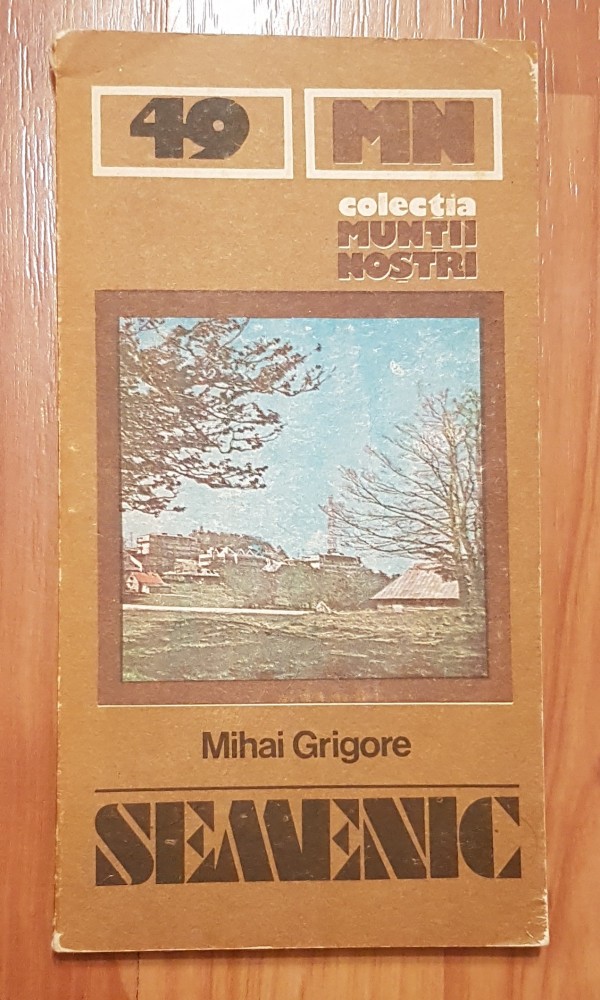 49 MN
colecția
MUNȚII
NOȘTRI
Mihai Grigore
SEMENIC